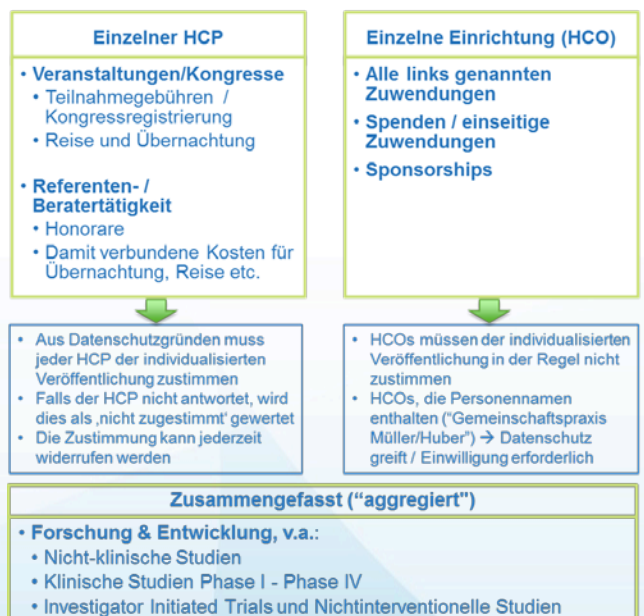 Einzelner HCP
• Veranstaltungen/Kongresse
• Teilnahmegebühren /
Kongressregistrierung
• Reise und Übernachtung
• Referenten- /
Beratertätigkeit
• Honorare
• Damit verbundene Kosten für
Übernachtung, Reise etc.
Einzelne Einrichtung (HCO)
• Alle links genannten
Zuwendungen
• Spenden / einseitige
Zuwendungen
• Sponsorships
• Aus Datenschutzgründen muss
jeder HCP der individualisierten
Veröffentlichung zustimmen
• Falls der HCP nicht antwortet, wird
dies als ‚nicht zugestimmt' gewertet
• Die Zustimmung kann jederzeit
widerrufen werden
• HCOs müssen der individualisierten
Veröffentlichung in der Regel nicht
zustimmen
• HCOs, die Personennamen
enthalten ("Gemeinschaftspraxis
Müller/Huber") → Datenschutz
greift / Einwilligung erforderlich
Zusammengefasst ("aggregiert")
• Forschung & Entwicklung, v.a.:
• Nicht-klinische Studien
• Klinische Studien Phase I - Phase IV
• Investigator Initiated Trials und Nichtinterventionelle Studien